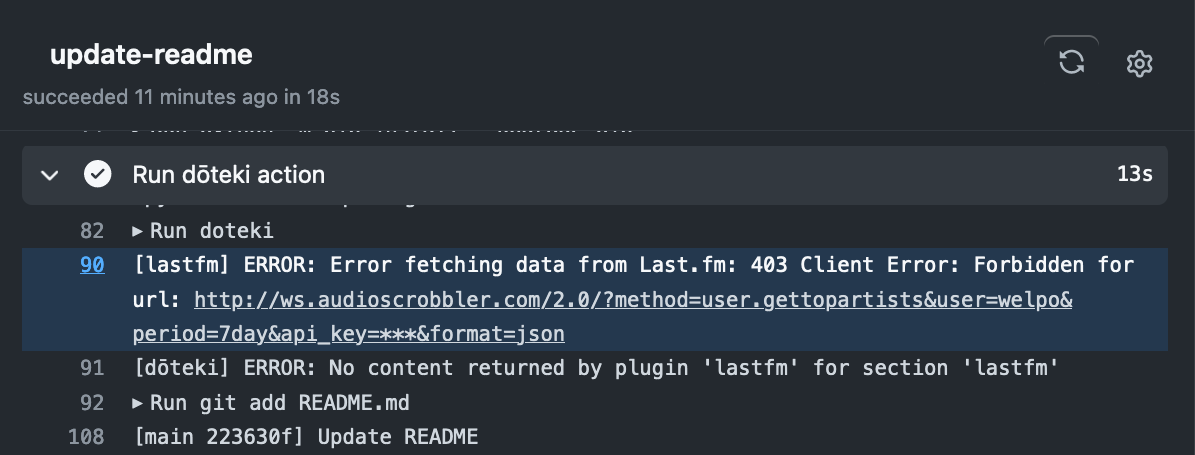 update-readme
succeeded 11 minutes ago in 18s
Run dōteki action 13s
82 ▸ Run doteki
90 [lastfm] ERROR: Error fetching data from Last.fm: 403 Client Error: Forbidden for
url: http://ws.audioscrobbler.com/2.0/?method=user.gettopartists&user=welpo&
period=7day&api_key=***&format=json
91 [dōteki] ERROR: No content returned by plugin 'lastfm' for section 'lastfm'
92 ▸ Run git add README.md
108 [main 223630f] Update README